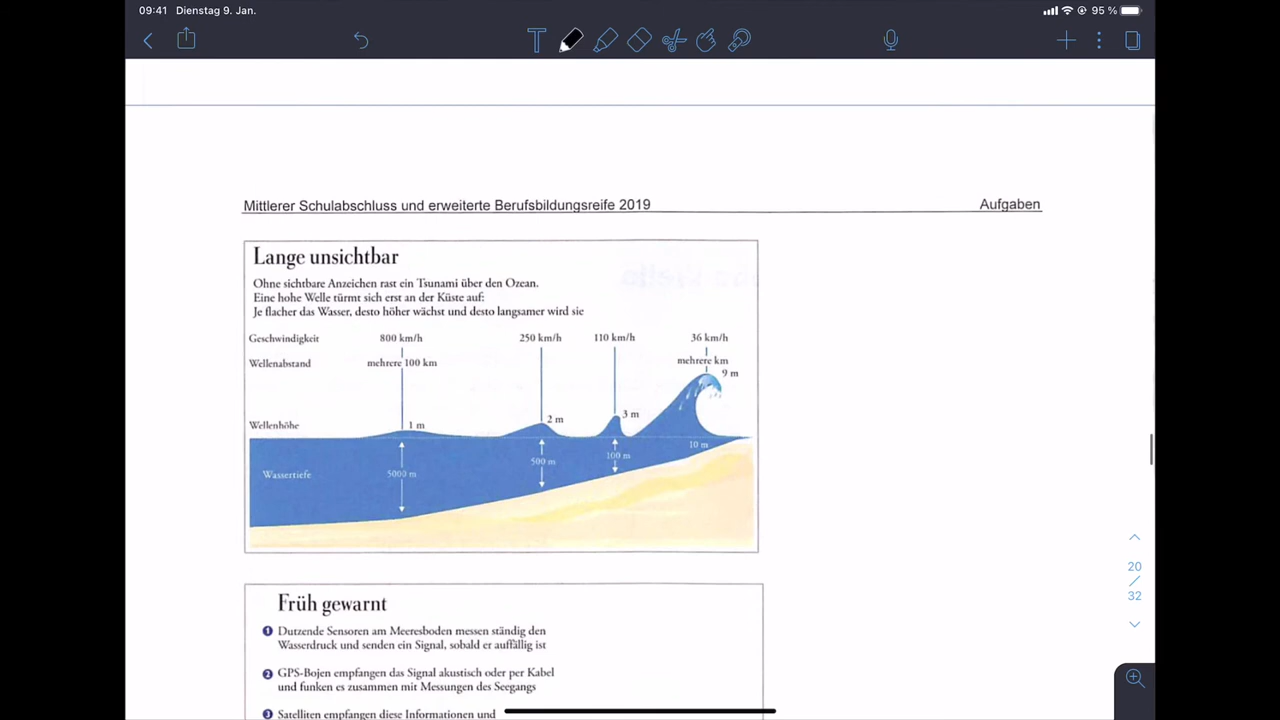 09:41 Dienstag 9. Jan.
95 %
T
Mittlerer Schulabschluss und erweiterte Berufsbildungsreife 2019
Aufgaben
Lange unsichtbar
Ohne sichtbare Anzeichen rast ein Tsunami über den Ozean.
Eine hohe Welle türmt sich erst an der Küste auf:
Je flacher das Wasser, desto höher wächst und desto langsamer wird sie
Geschwindigkeit 800 km/h 250 km/h 110 km/h 36 km/h
Wellenabstand mehrere 100 km mehrere km
9 m
Wellenhöhe 1 m 2 m 3 m
Wassertiefe 5000 m 500 m 100 m 10 m
Früh gewarnt
1 Dutzende Sensoren am Meeresboden messen ständig den
Wasserdruck und senden ein Signal, sobald er auffällig ist
2 GPS-Bojen empfangen das Signal akustisch oder per Kabel
und funken es zusammen mit Messungen des Seegangs
3 Satelliten empfangen diese Informationen und
20
/
32